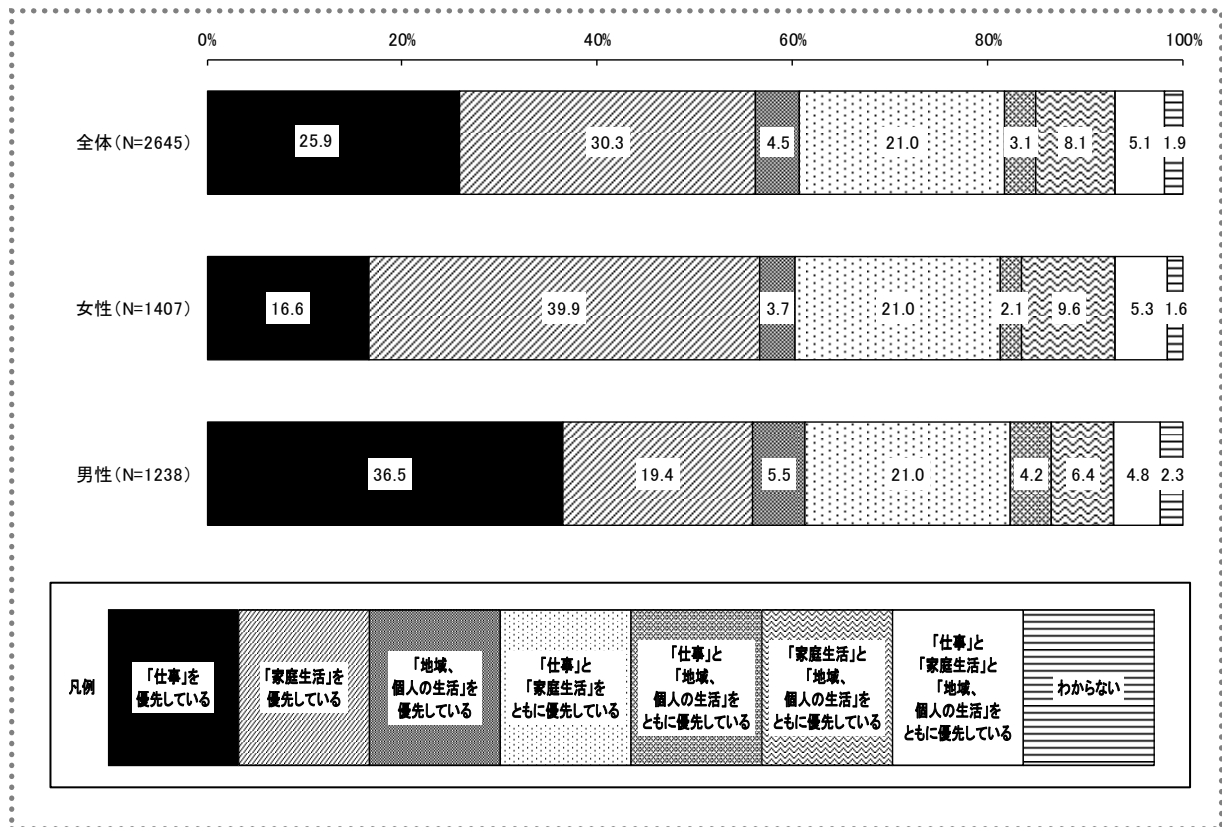 0% 20% 40% 60% 80% 100%
全体(N=2645) 25.9 30.3 4.5 21.0 3.1 8.1 5.1 1.9
女性(N=1407) 16.6 39.9 3.7 21.0 2.1 9.6 5.3 1.6
男性(N=1238) 36.5 19.4 5.5 21.0 4.2 6.4 4.8 2.3
凡例
「仕事」を
優先している
「家庭生活」を
優先している
「地域、
個人の生活」を
優先している
「仕事」と
「家庭生活」を
ともに優先している
「仕事」と
「地域、
個人の生活」を
ともに優先している
「家庭生活」と
「地域、
個人の生活」を
ともに優先している
「仕事」と
「家庭生活」と
「地域、
個人の生活」を
ともに優先している
わからない